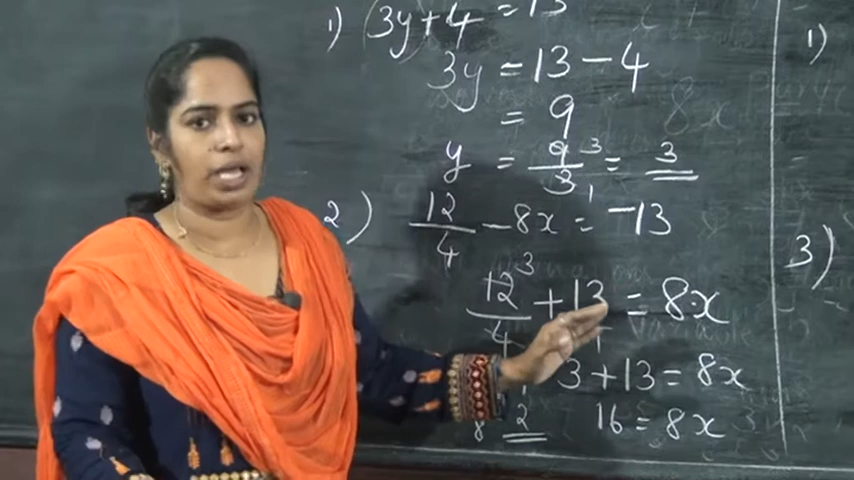 1) 3y+4 = 13
3y = 13 - 4
= 9
y = 9/3 = 3
2) 12/4 - 8x = -13
12/4 + 13 = 8x
3 + 13 = 8x
16 = 8x
2
1)
3)